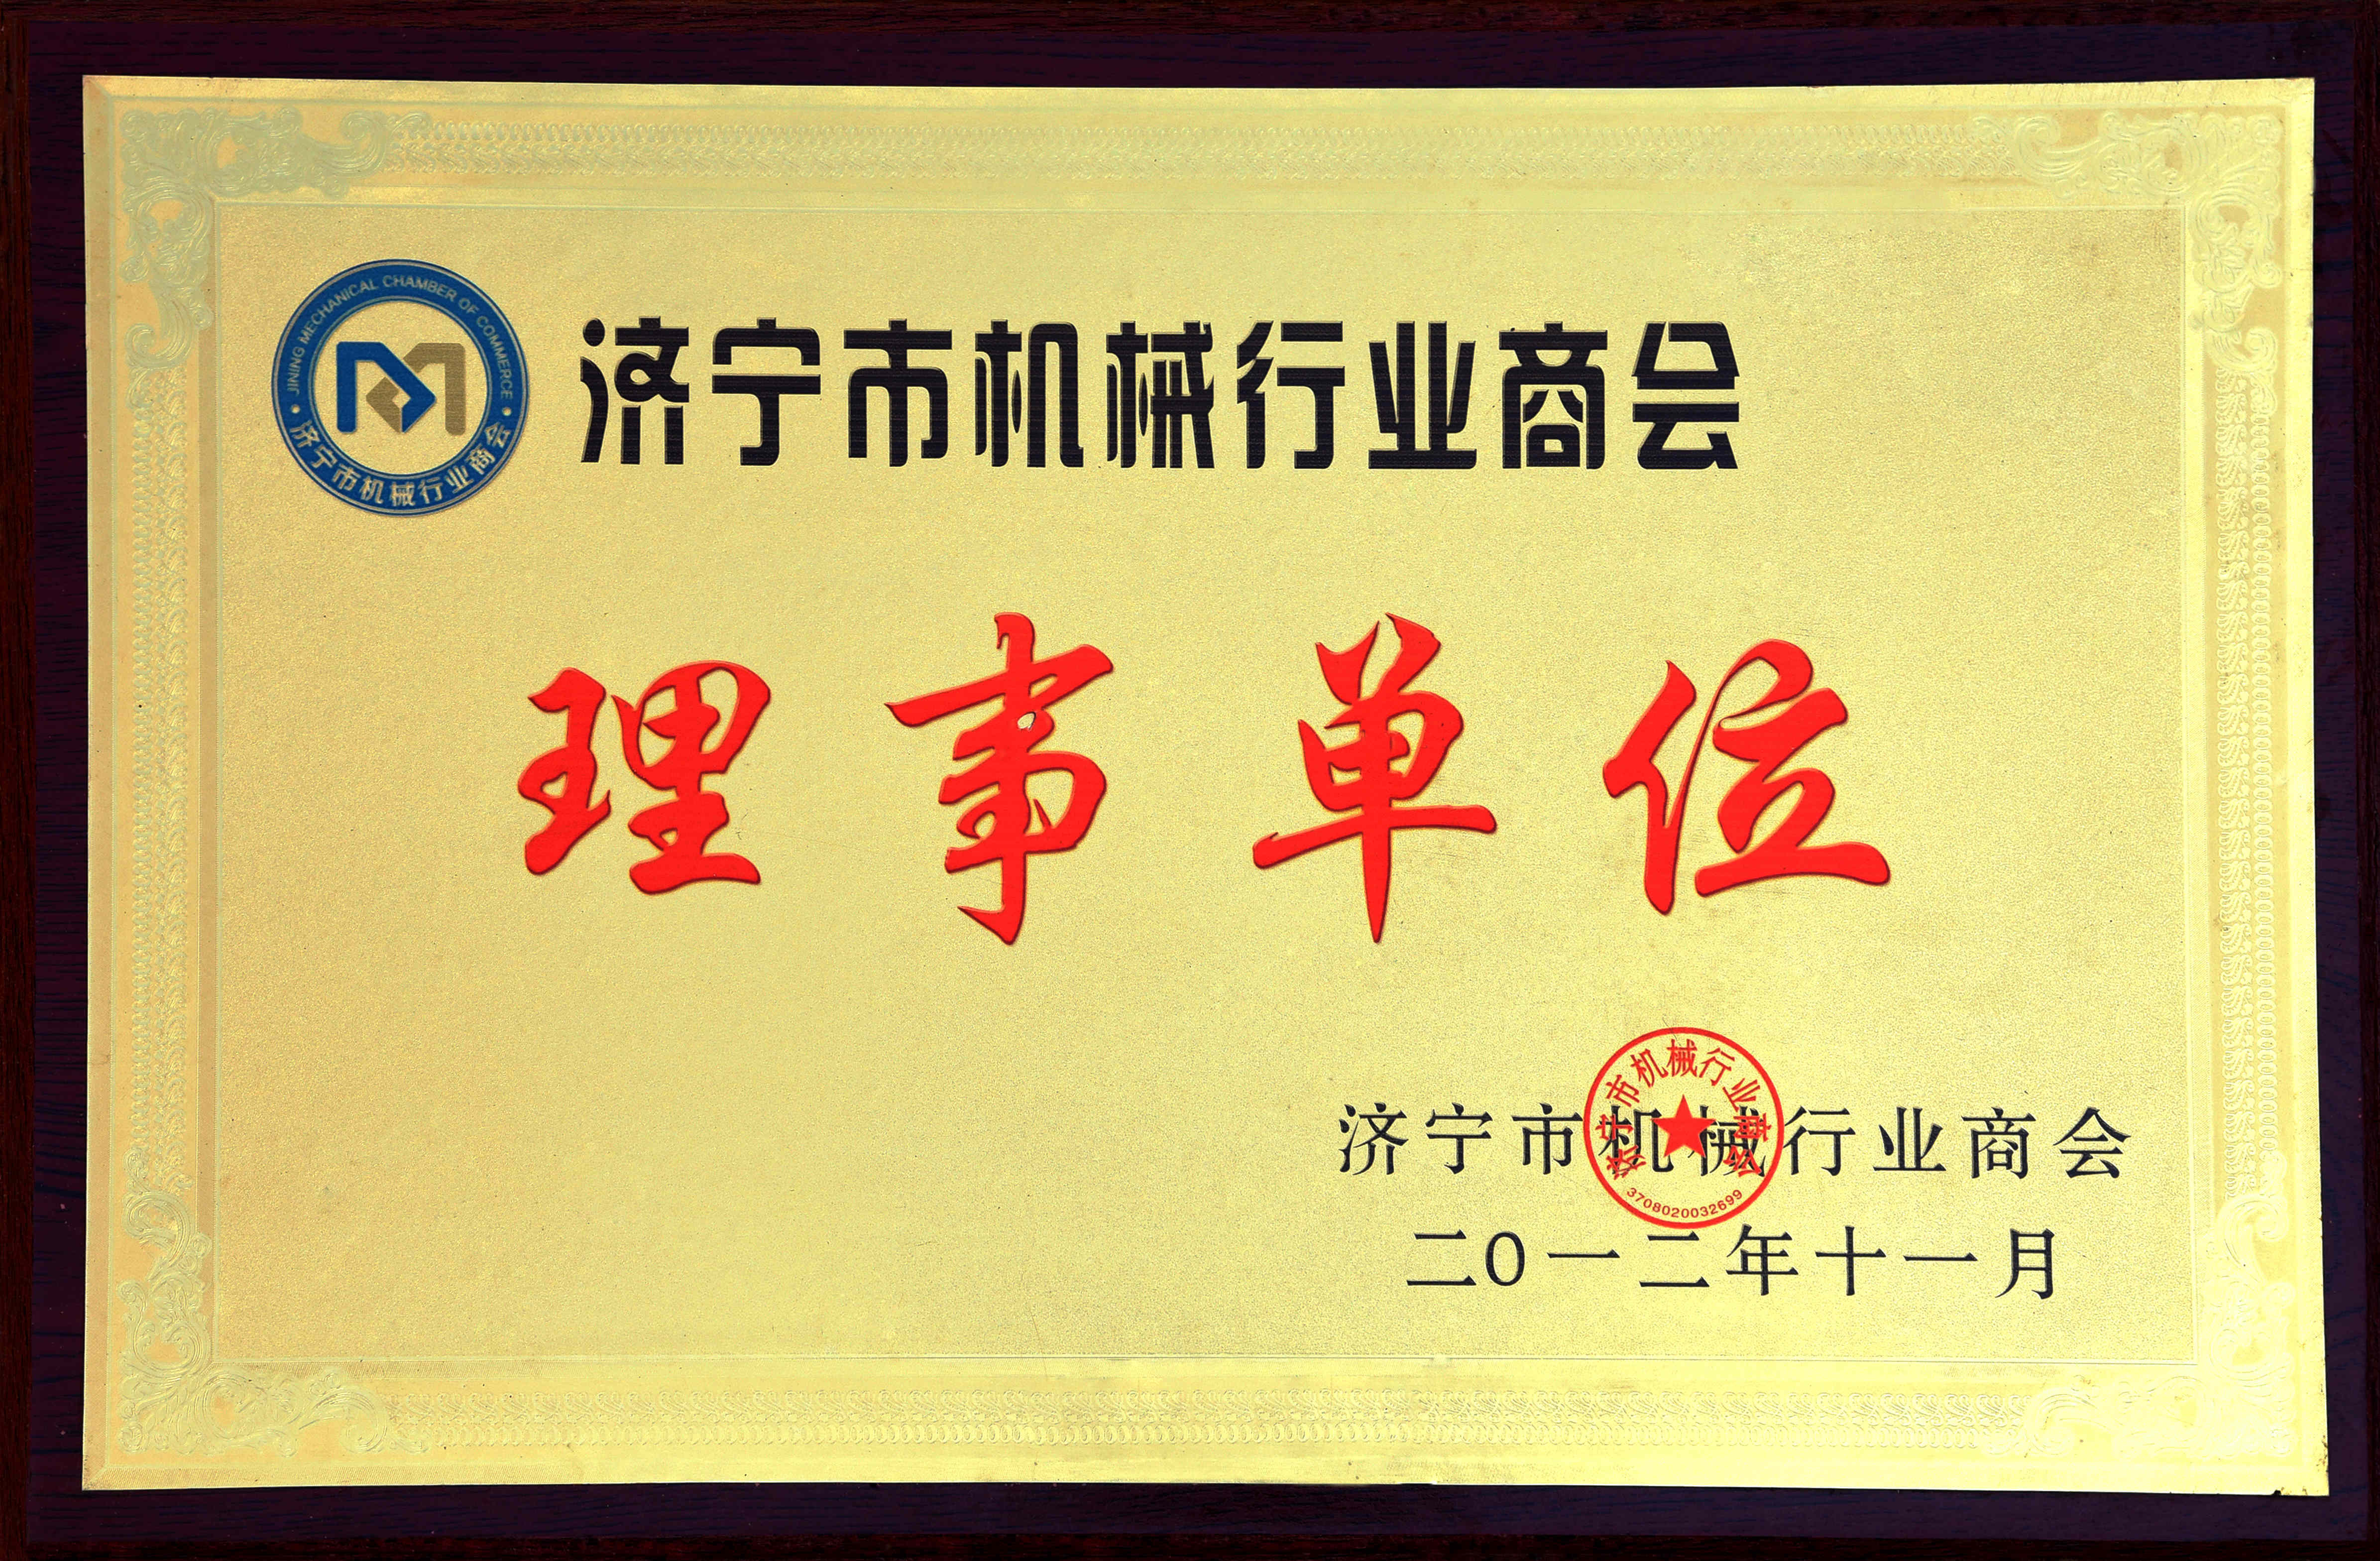 JINING MECHANICAL CHAMBER OF COMMERCE
济宁市机械行业商会
济宁市机械行业商会
理事单位
济宁市机械行业商会
济宁市机械行业商会
3708020032699
二0一二年十一月